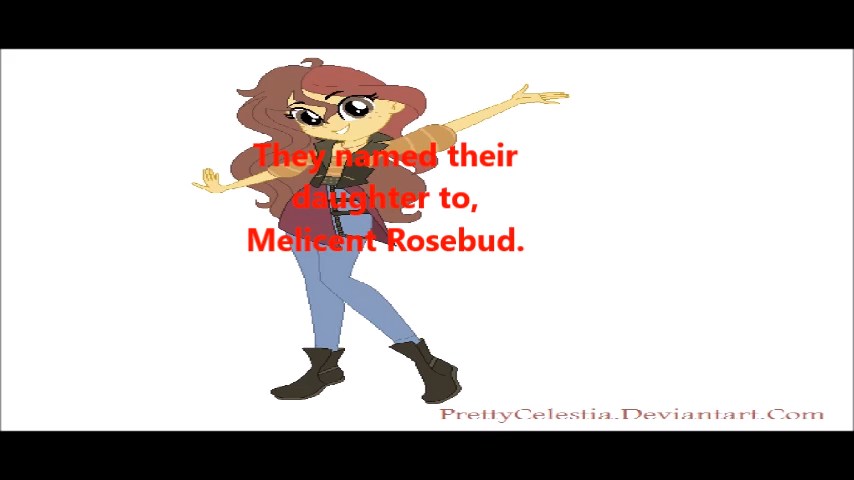 They named their
daughter to,
Melicent Rosebud.
PrettyCelestia.Deviantart.Com